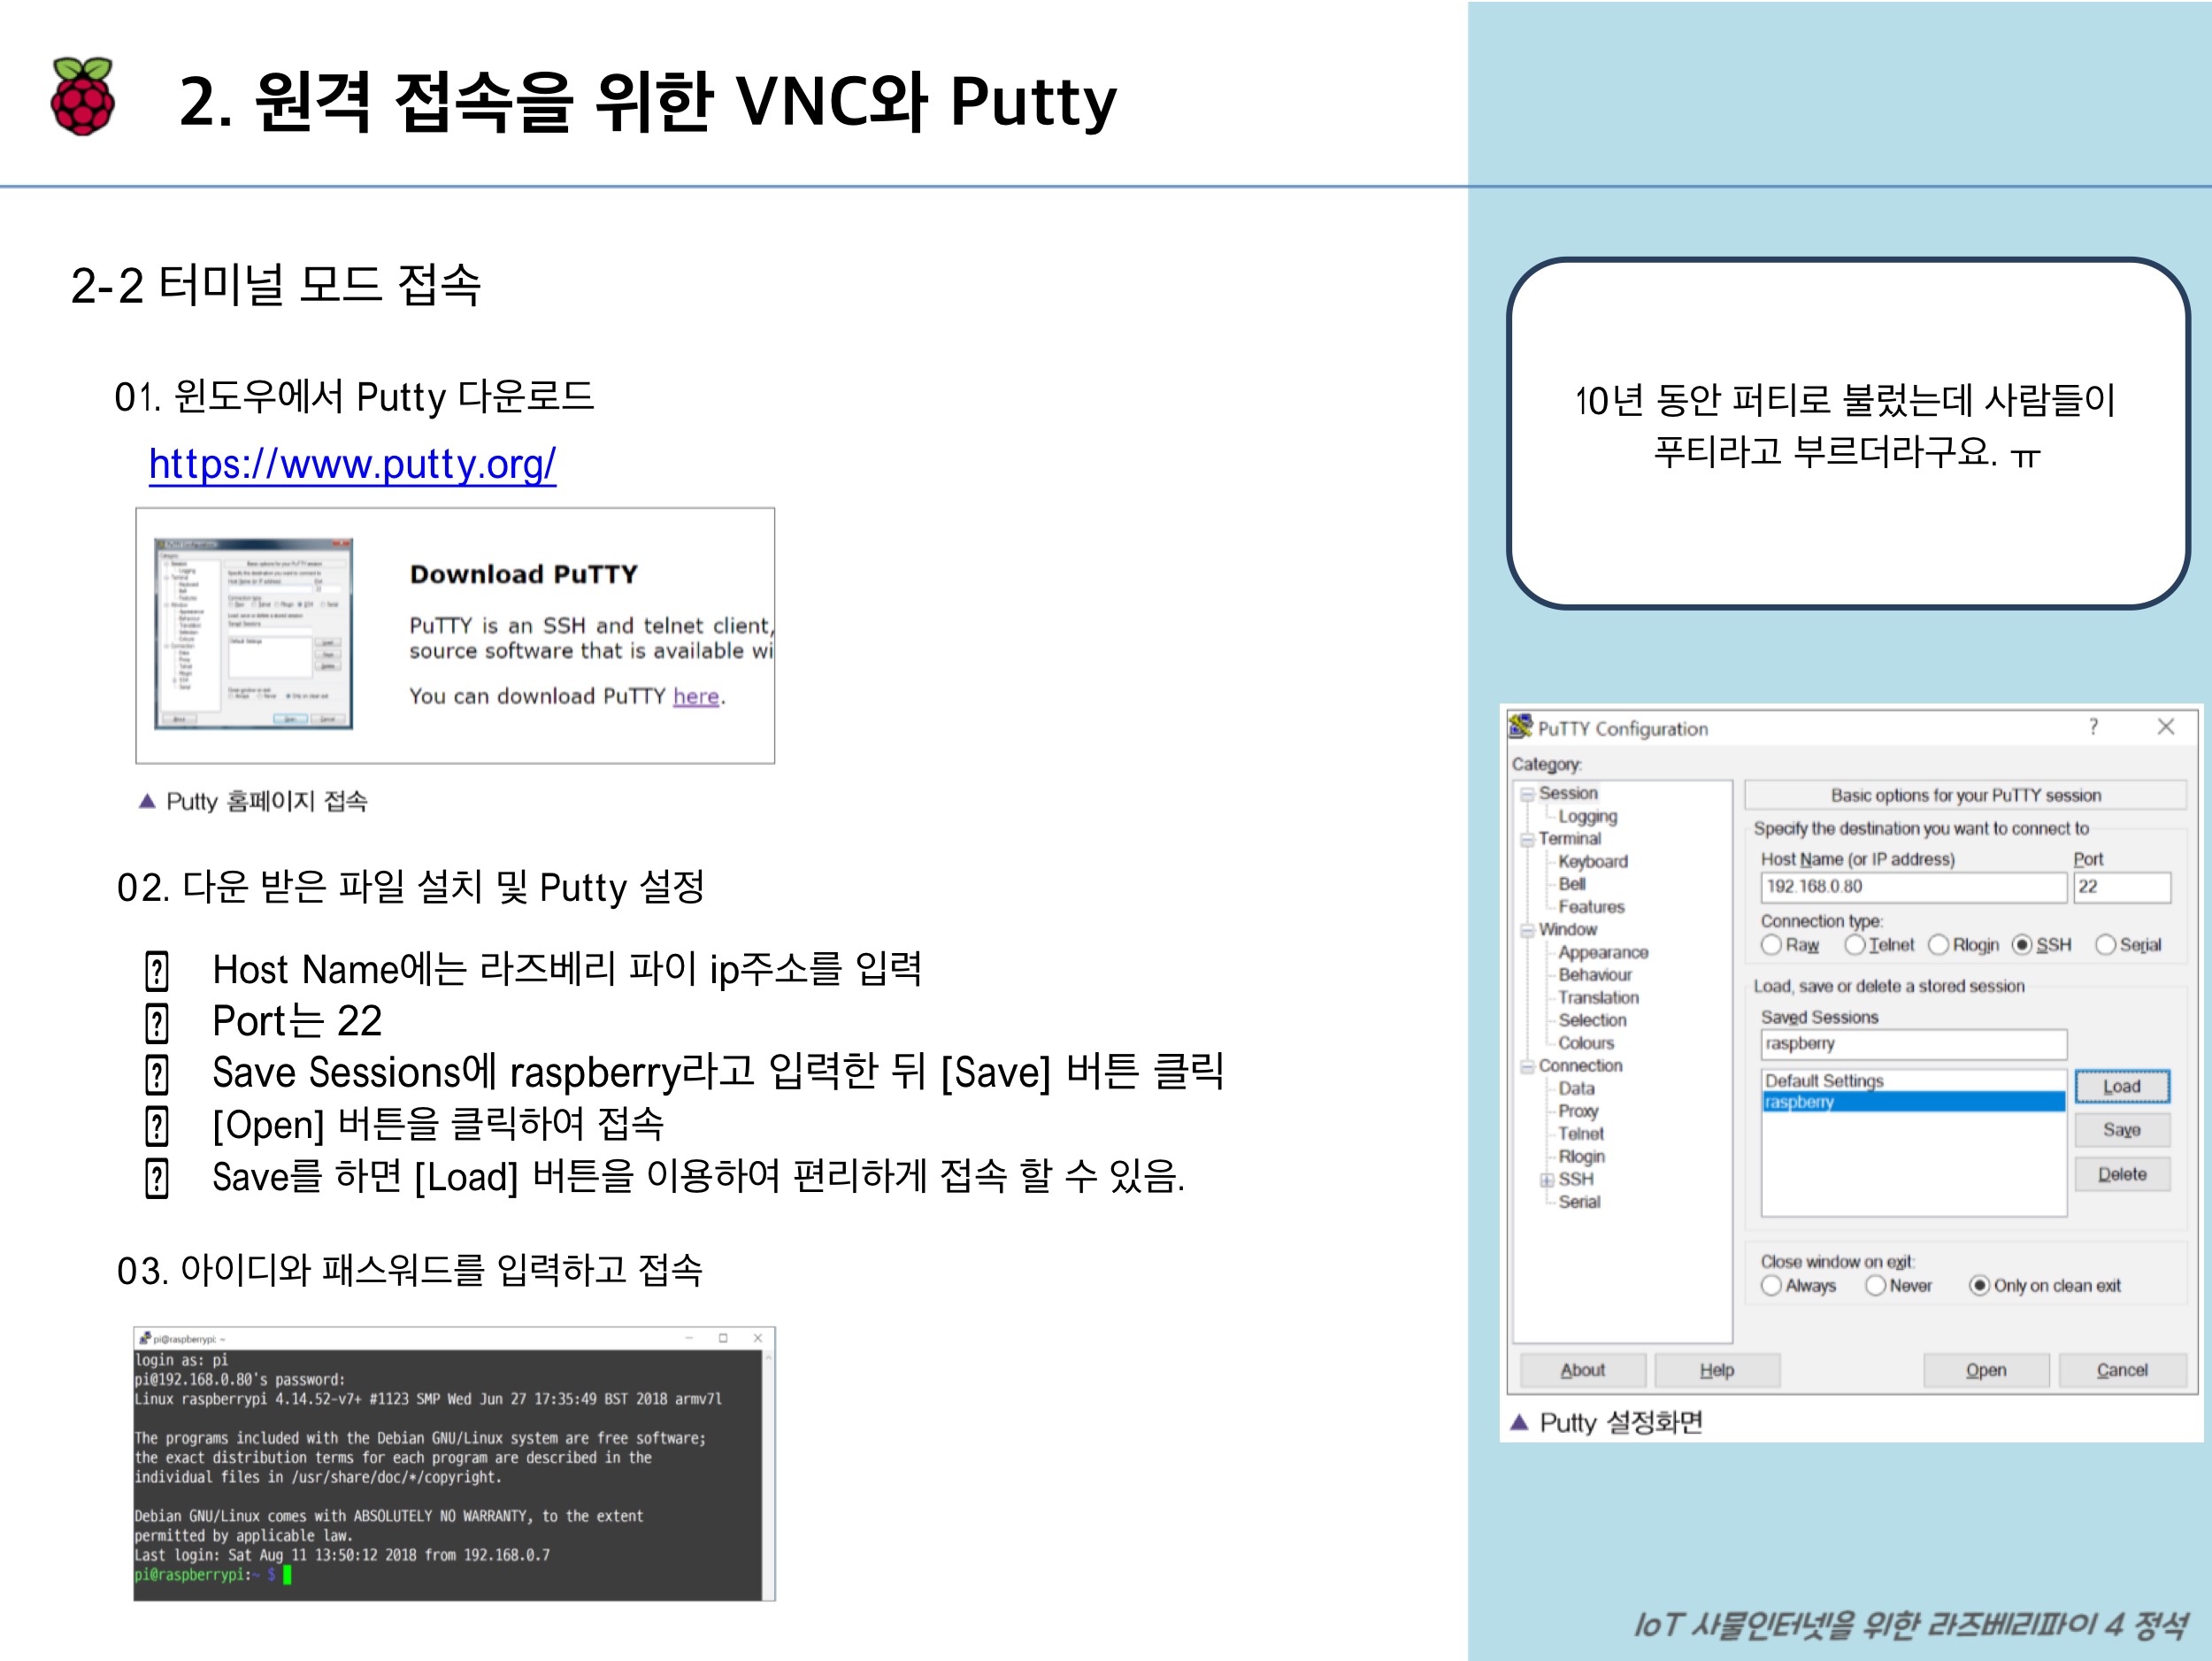 2. 원격 접속을 위한 VNC와 Putty
2-2 터미널 모드 접속
01. 윈도우에서 Putty 다운로드
https://www.putty.org/
Download PuTTY
PuTTY is an SSH and telnet client,
source software that is available wi
You can download PuTTY here.
▲ Putty 홈페이지 접속
02. 다운 받은 파일 설치 및 Putty 설정
Host Name에는 라즈베리 파이 ip주소를 입력
Port는 22
Save Sessions에 raspberry라고 입력한 뒤 [Save] 버튼 클릭
[Open] 버튼을 클릭하여 접속
Save를 하면 [Load] 버튼을 이용하여 편리하게 접속 할 수 있음.
03. 아이디와 패스워드를 입력하고 접속
pi@raspberrypi: ~
login as: pi
pi@192.168.0.80's password:
Linux raspberrypi 4.14.52-v7+ #1123 SMP Wed Jun 27 17:35:49 BST 2018 armv7l
The programs included with the Debian GNU/Linux system are free software;
the exact distribution terms for each program are described in the
individual files in /usr/share/doc/*/copyright.
Debian GNU/Linux comes with ABSOLUTELY NO WARRANTY, to the extent
permitted by applicable law.
Last login: Sat Aug 11 13:50:12 2018 from 192.168.0.7
pi@raspberrypi:~ $
10년 동안 퍼티로 불렀는데 사람들이
푸티라고 부르더라구요. ㅠ
PuTTY Configuration
Category:
Session
Logging
Terminal
Keyboard
Bell
Features
Window
Appearance
Behaviour
Translation
Selection
Colours
Connection
Data
Proxy
Telnet
Rlogin
SSH
Serial
Basic options for your PuTTY session
Specify the destination you want to connect to
Host Name (or IP address) Port
192.168.0.80 22
Connection type:
Raw Telnet Rlogin SSH Serial
Load, save or delete a stored session
Saved Sessions
raspberry
Default Settings
raspberry
Load
Save
Delete
Close window on exit:
Always Never Only on clean exit
About Help Open Cancel
▲ Putty 설정화면
IoT 사물인터넷을 위한 라즈베리파이 4 정석